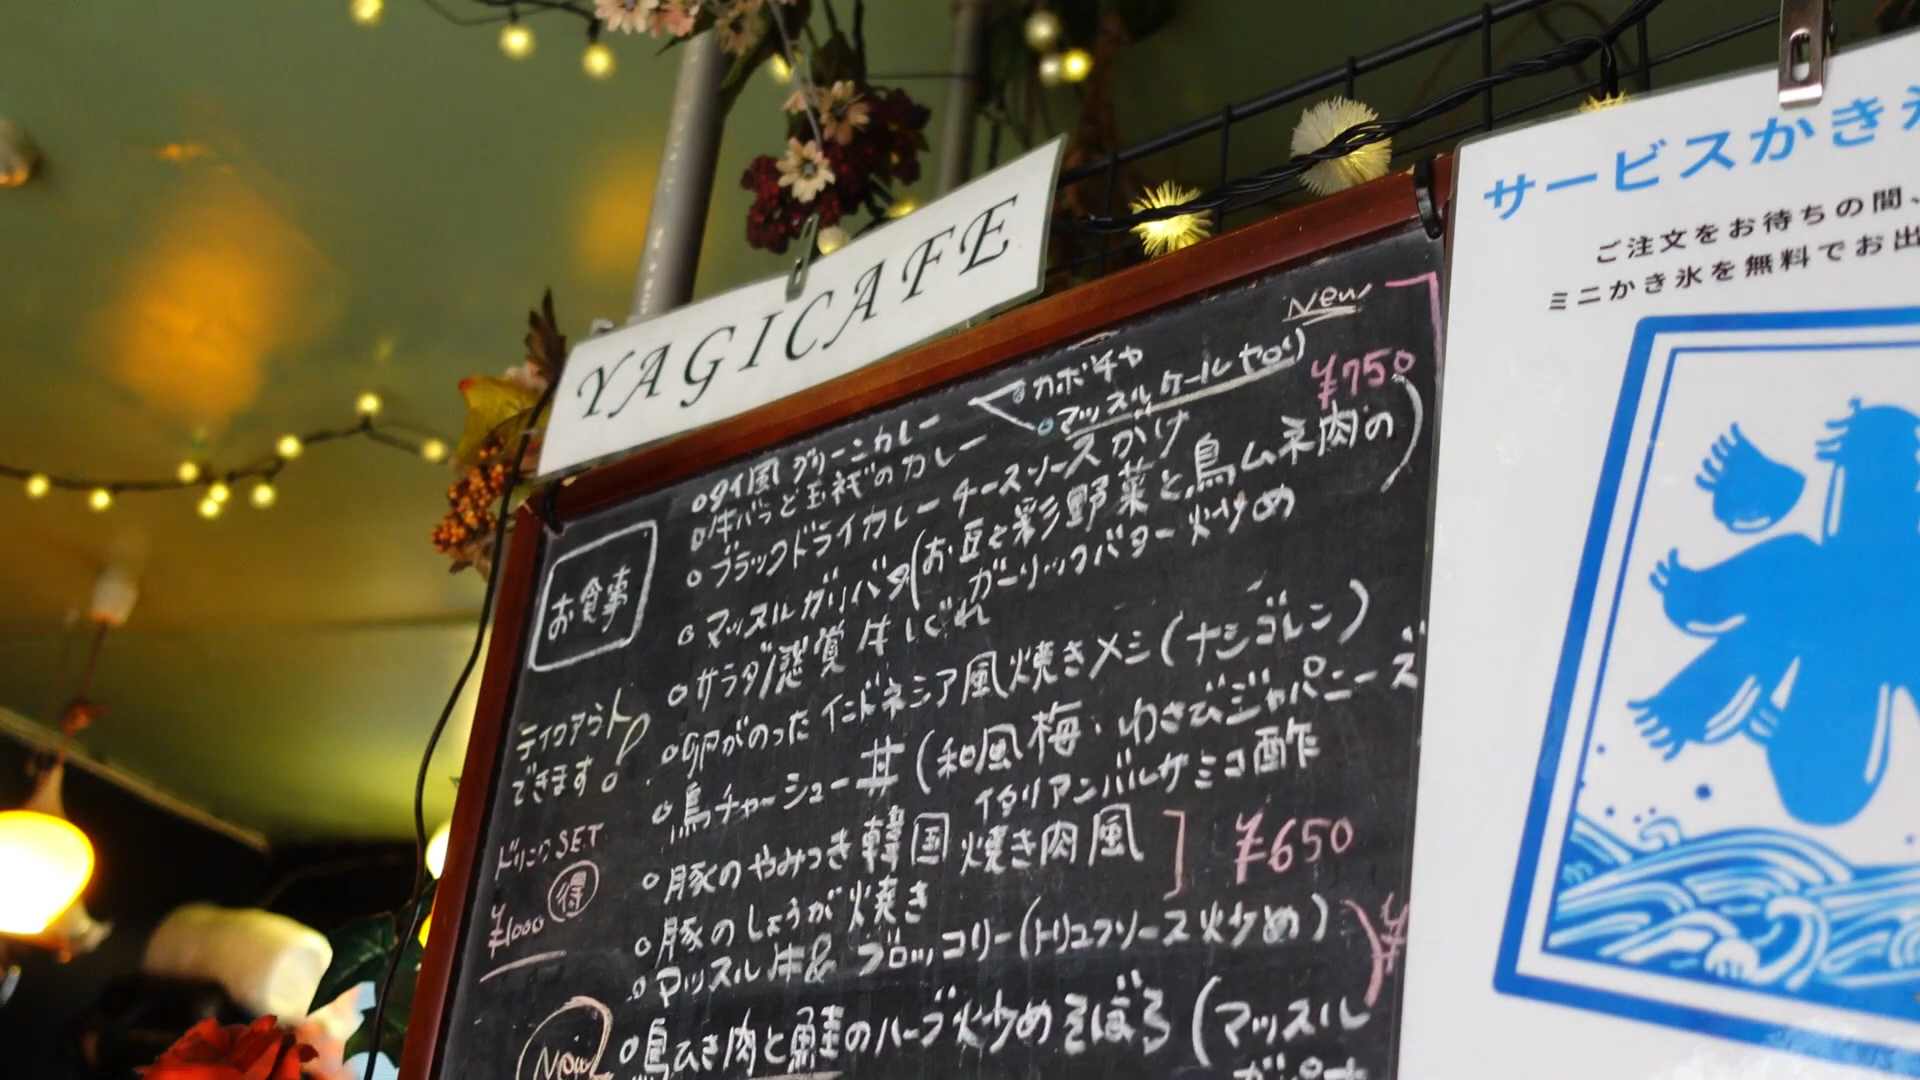 YAGICAFE
New
○タイ風グリーンカレー
カボチャ
○牛バラと玉ねぎのカレー
マッスルケールセロリ
¥750
○ブラックドライカレーチーズソースがけ
○マッスルガリバタ(お豆と彩野菜と鳥ムネ肉の
ガーリックバター炒め
○サラダ感覚牛しぐれ
○卵がのったインドネシア風焼きメシ(ナシゴレン)
○鳥チャーシュー丼(和風梅・わさびジャパニーズ
イタリアンバルサミコ酢
○豚のやみつき韓国焼き肉風
¥650
○豚のしょうが焼き
○マッスル牛&ブロッコリー(トリュフソース炒め)
¥
○鳥ひき肉と鮭のハーブ炒めそぼろ(マッスル
お食事
テイクアウト
できます。
ドリンクSET
¥1000 得
New
サービスかき氷
ご注文をお待ちの間、
ミニかき氷を無料でお出